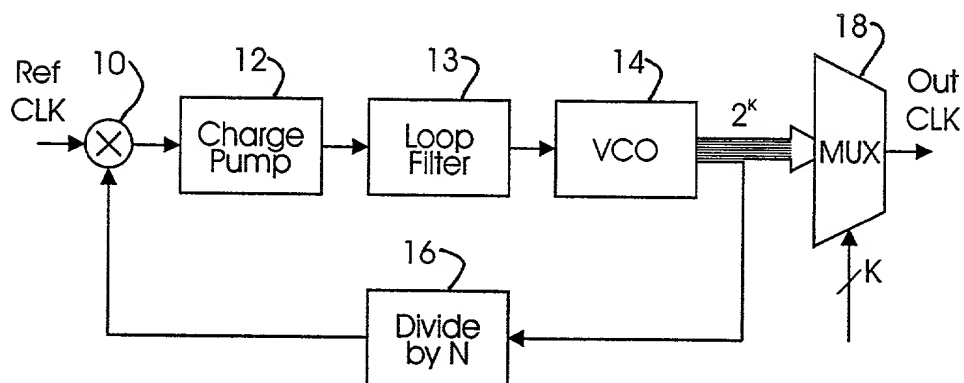 Ref
CLK
10
12
Charge
Pump
13
Loop
Filter
14
VCO
2^K
18
MUX
Out
CLK
K
16
Divide
by N